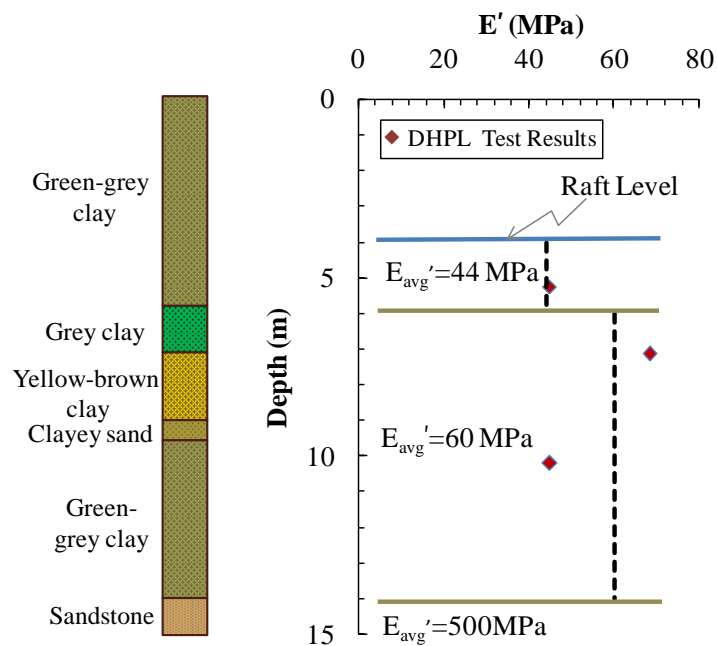 E′ (MPa)
0 20 40 60 80
0
5
10
15
Depth (m)
DHPL Test Results
Raft Level
Eavg′=44 MPa
Eavg′=60 MPa
Eavg′=500MPa
Green-grey
clay
Grey clay
Yellow-brown
clay
Clayey sand
Green-
grey clay
Sandstone